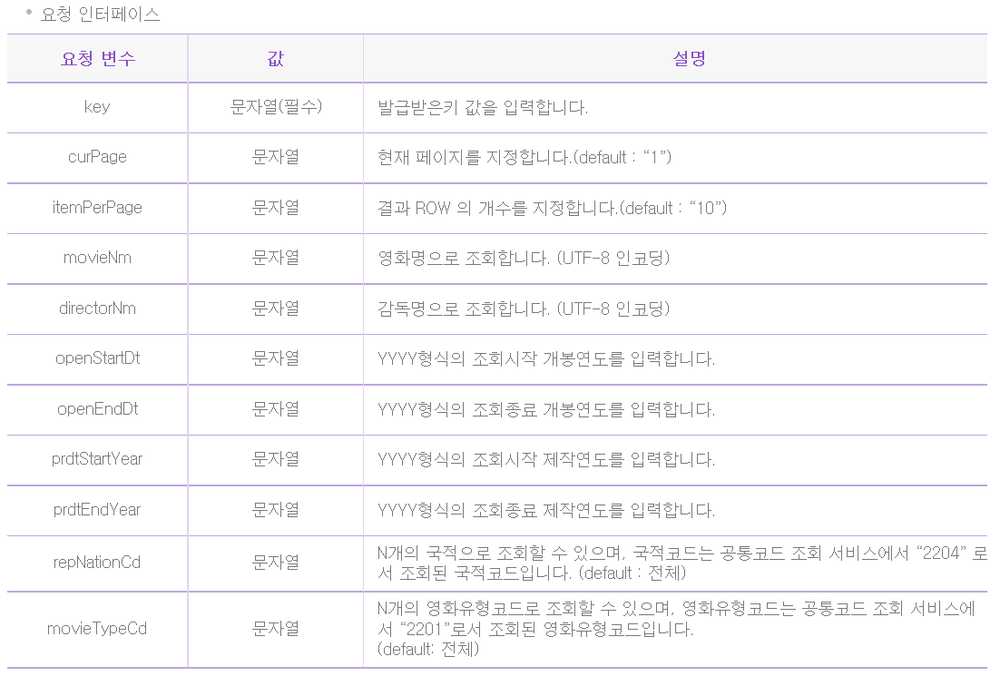 • 요청 인터페이스
요청 변수 값 설명
key 문자열(필수) 발급받은키 값을 입력합니다.
curPage 문자열 현재 페이지를 지정합니다.(default : “1”)
itemPerPage 문자열 결과 ROW 의 개수를 지정합니다.(default : “10”)
movieNm 문자열 영화명으로 조회합니다. (UTF-8 인코딩)
directorNm 문자열 감독명으로 조회합니다. (UTF-8 인코딩)
openStartDt 문자열 YYYY형식의 조회시작 개봉연도를 입력합니다.
openEndDt 문자열 YYYY형식의 조회종료 개봉연도를 입력합니다.
prdtStartYear 문자열 YYYY형식의 조회시작 제작연도를 입력합니다.
prdtEndYear 문자열 YYYY형식의 조회종료 제작연도를 입력합니다.
repNationCd 문자열 N개의 국적으로 조회할 수 있으며, 국적코드는 공통코드 조회 서비스에서 “2204” 로
서 조회된 국적코드입니다. (default : 전체)
movieTypeCd 문자열 N개의 영화유형코드로 조회할 수 있으며, 영화유형코드는 공통코드 조회 서비스에
서 “2201”로서 조회된 영화유형코드입니다.
(default: 전체)